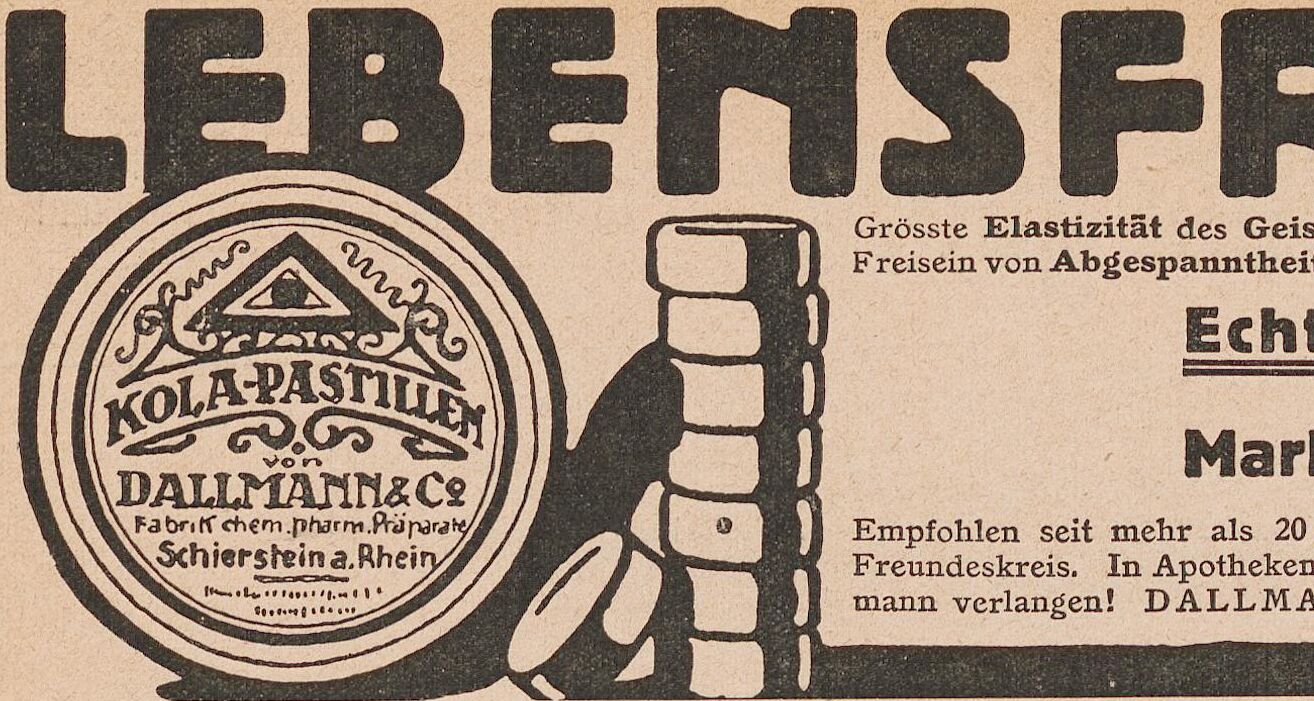 LEBENSFR
KOLA-PASTILLEN
von
DALLMANN & Co
Fabrik chem. pharm. Präparate
Schierstein a. Rhein
Grösste Elastizität des Geis
Freisein von Abgespanntheit
Echt
Mark
Empfohlen seit mehr als 20
Freundeskreis. In Apotheken
mann verlangen! DALLMA